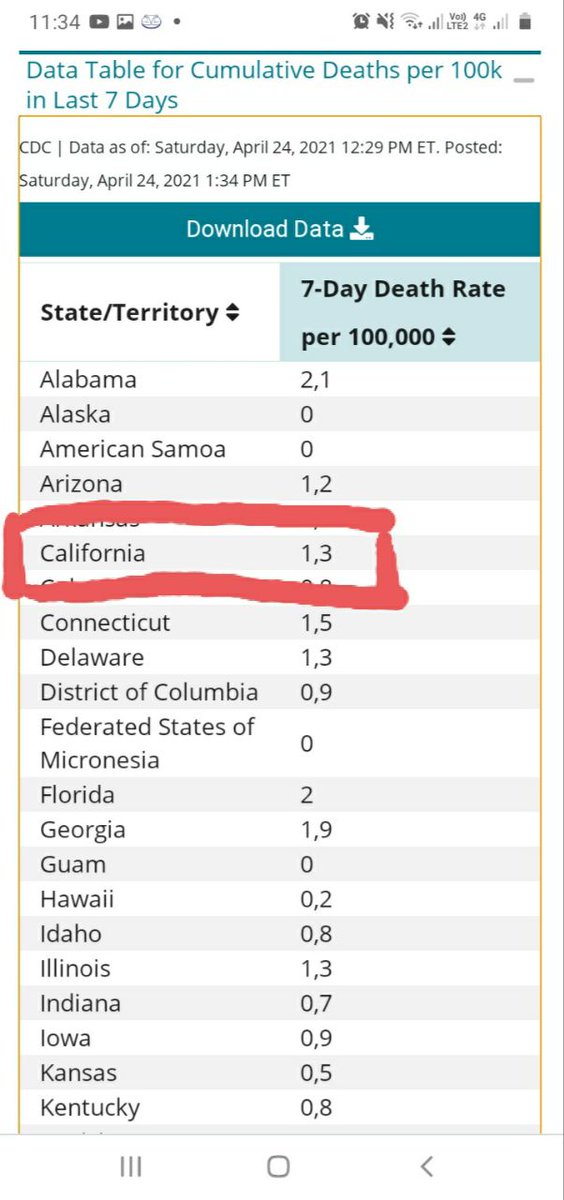 11:34
Vo)) 4G
LTE2
Data Table for Cumulative Deaths per 100k
in Last 7 Days
CDC | Data as of: Saturday, April 24, 2021 12:29 PM ET. Posted:
Saturday, April 24, 2021 1:34 PM ET
Download Data
State/Territory
7-Day Death Rate
per 100,000
Alabama 2,1
Alaska 0
American Samoa 0
Arizona 1,2
Arkansas
California 1,3
Connecticut 1,5
Delaware 1,3
District of Columbia 0,9
Federated States of
Micronesia 0
Florida 2
Georgia 1,9
Guam 0
Hawaii 0,2
Idaho 0,8
Illinois 1,3
Indiana 0,7
Iowa 0,9
Kansas 0,5
Kentucky 0,8